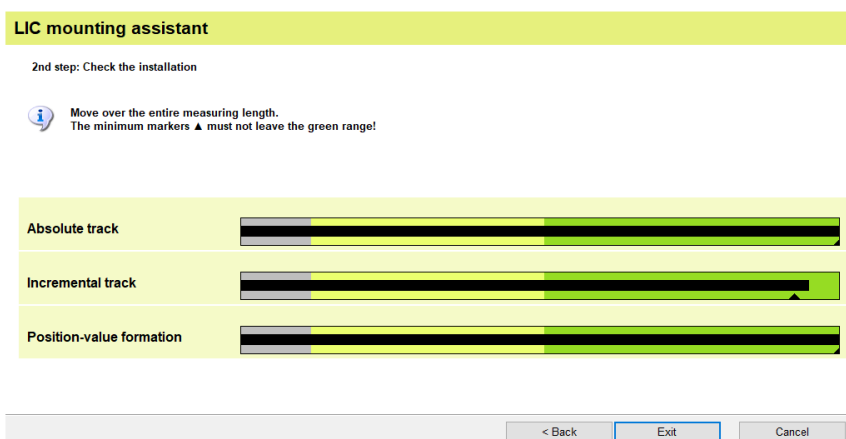 LIC mounting assistant
2nd step: Check the installation
Move over the entire measuring length.
The minimum markers ▲ must not leave the green range!
Absolute track
Incremental track
Position-value formation
< Back
Exit
Cancel